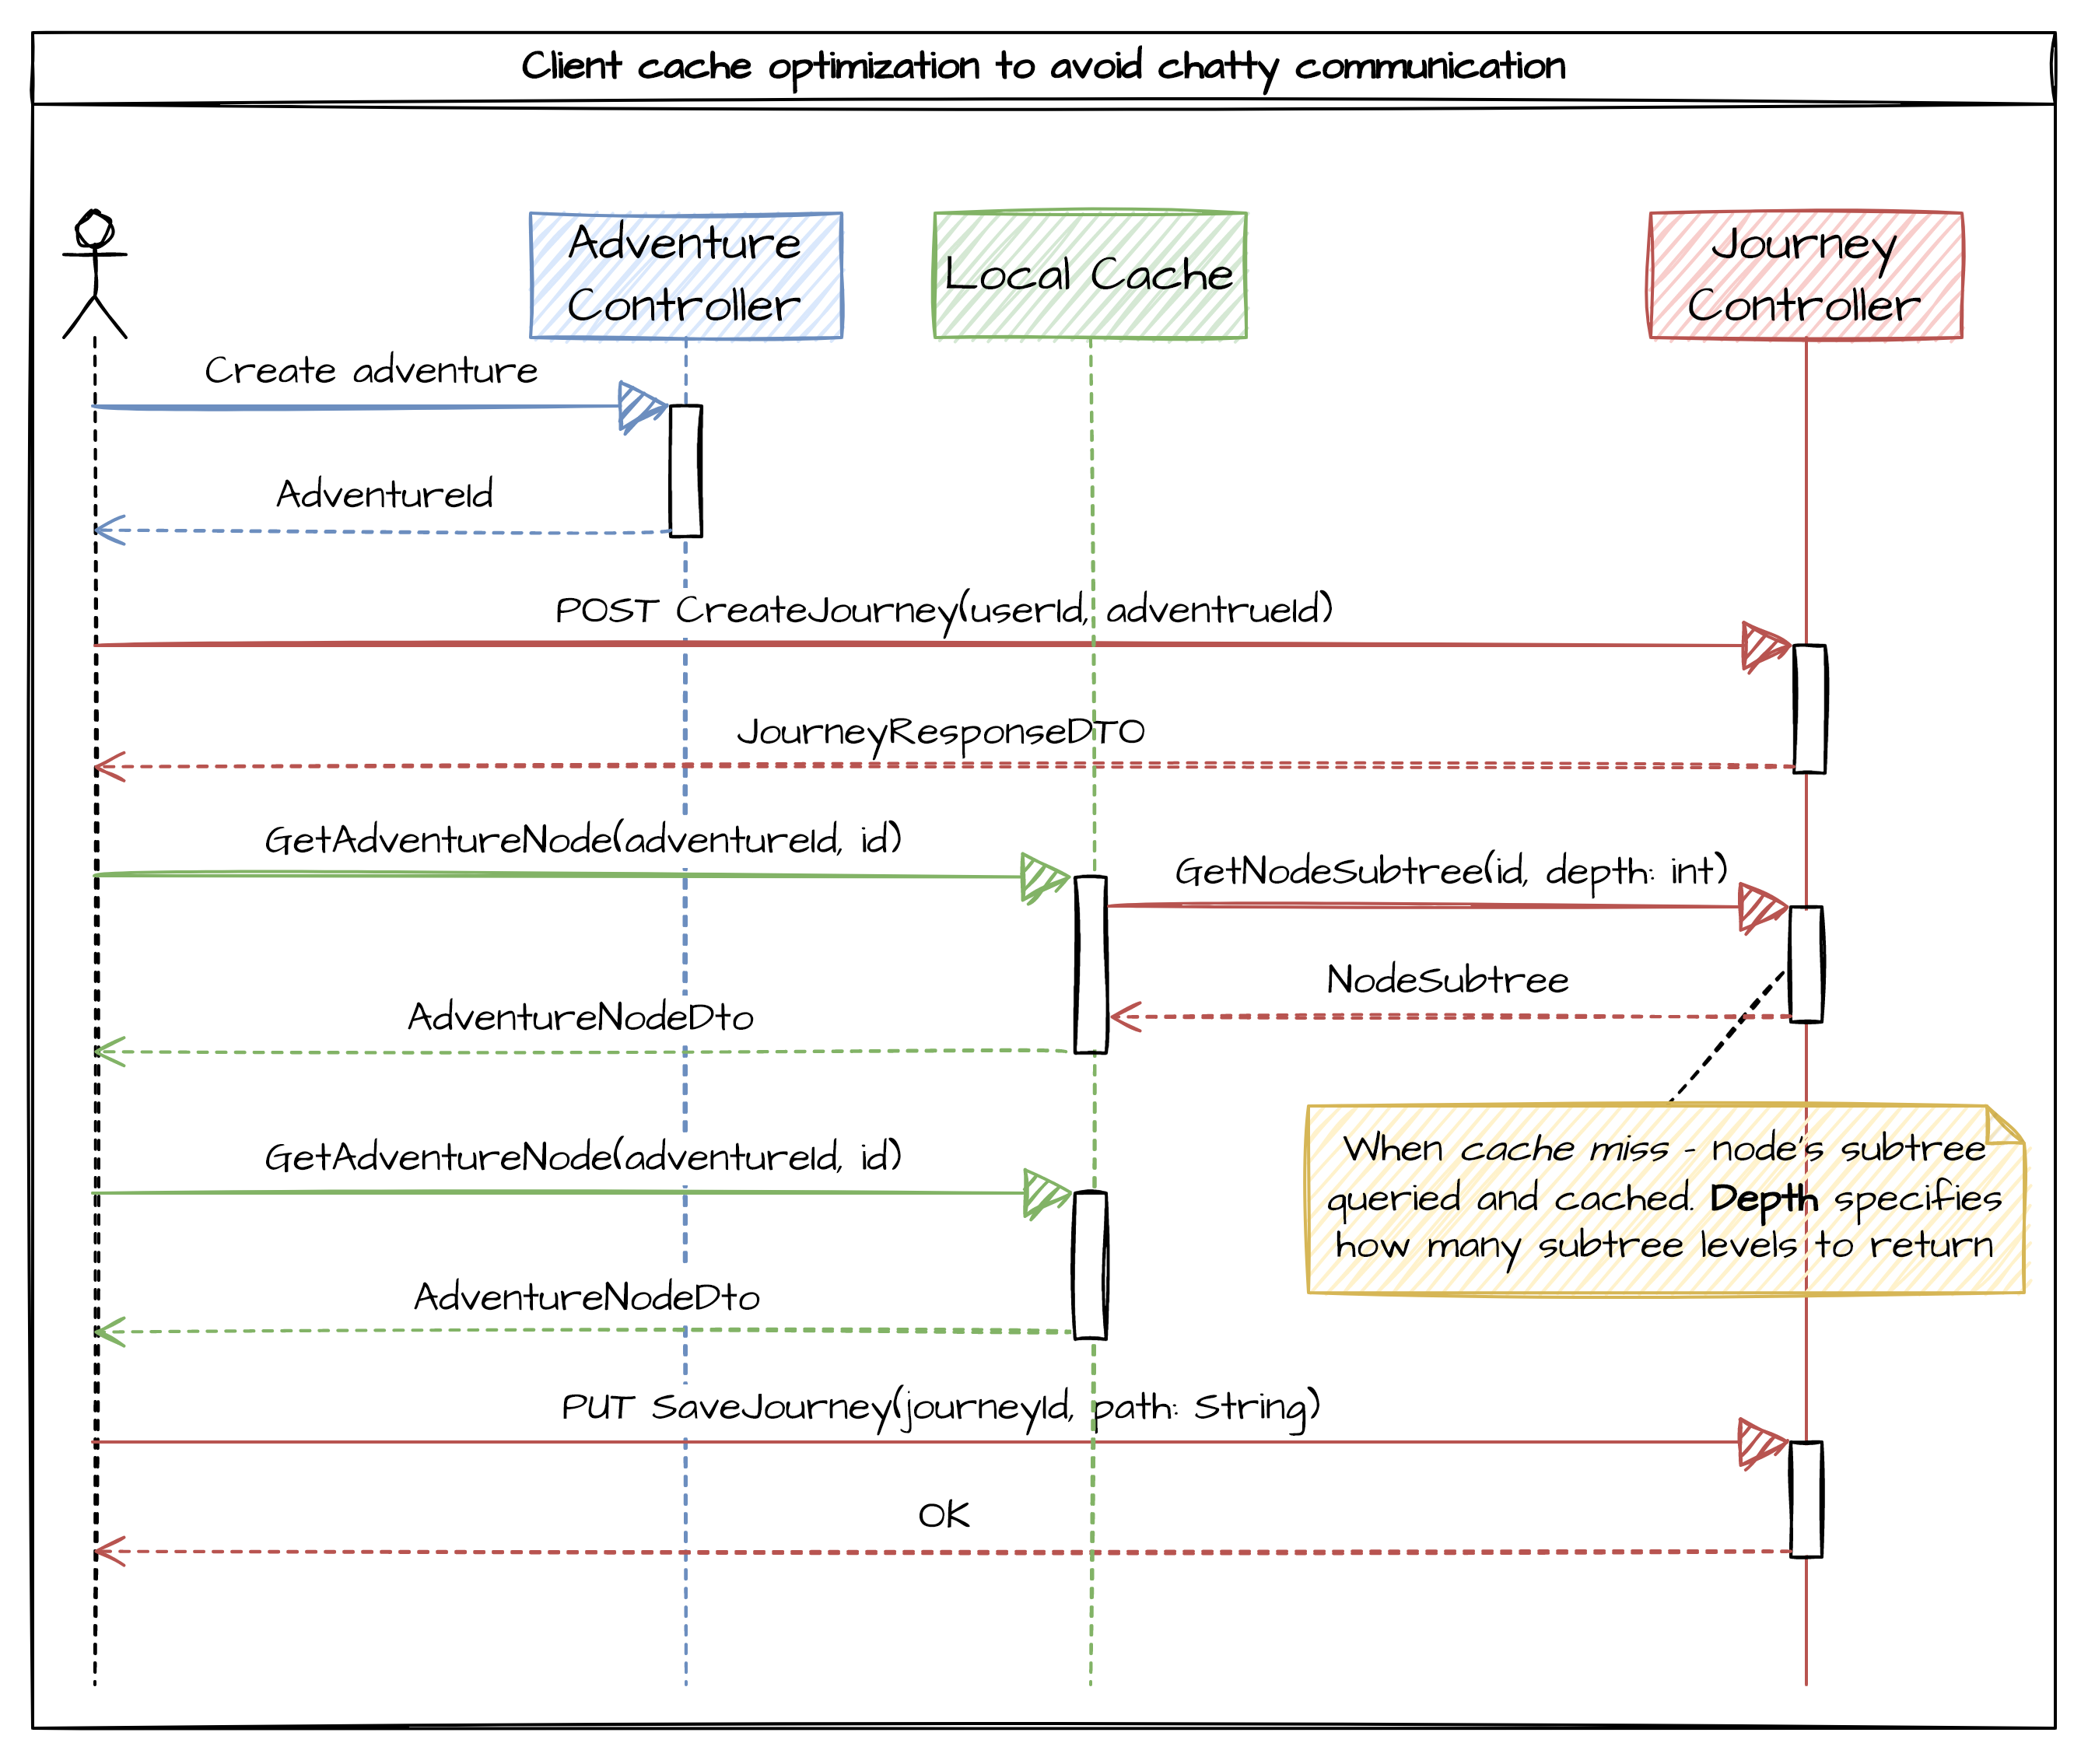 Client cache optimization to avoid chatty communication
Adventure
Controller
Local Cache
Journey
Controller
Create adventure
AdventureId
POST CreateJourney(userId, adventrueId)
JourneyResponseDTO
GetAdventureNode(adventureId, id)
GetNodeSubtree(id, depth: int)
NodeSubtree
AdventureNodeDto
When cache miss - node's subtree
queried and cached. Depth specifies
how many subtree levels to return
GetAdventureNode(adventureId, id)
AdventureNodeDto
PUT SaveJourney(journeyId, path: String)
OK